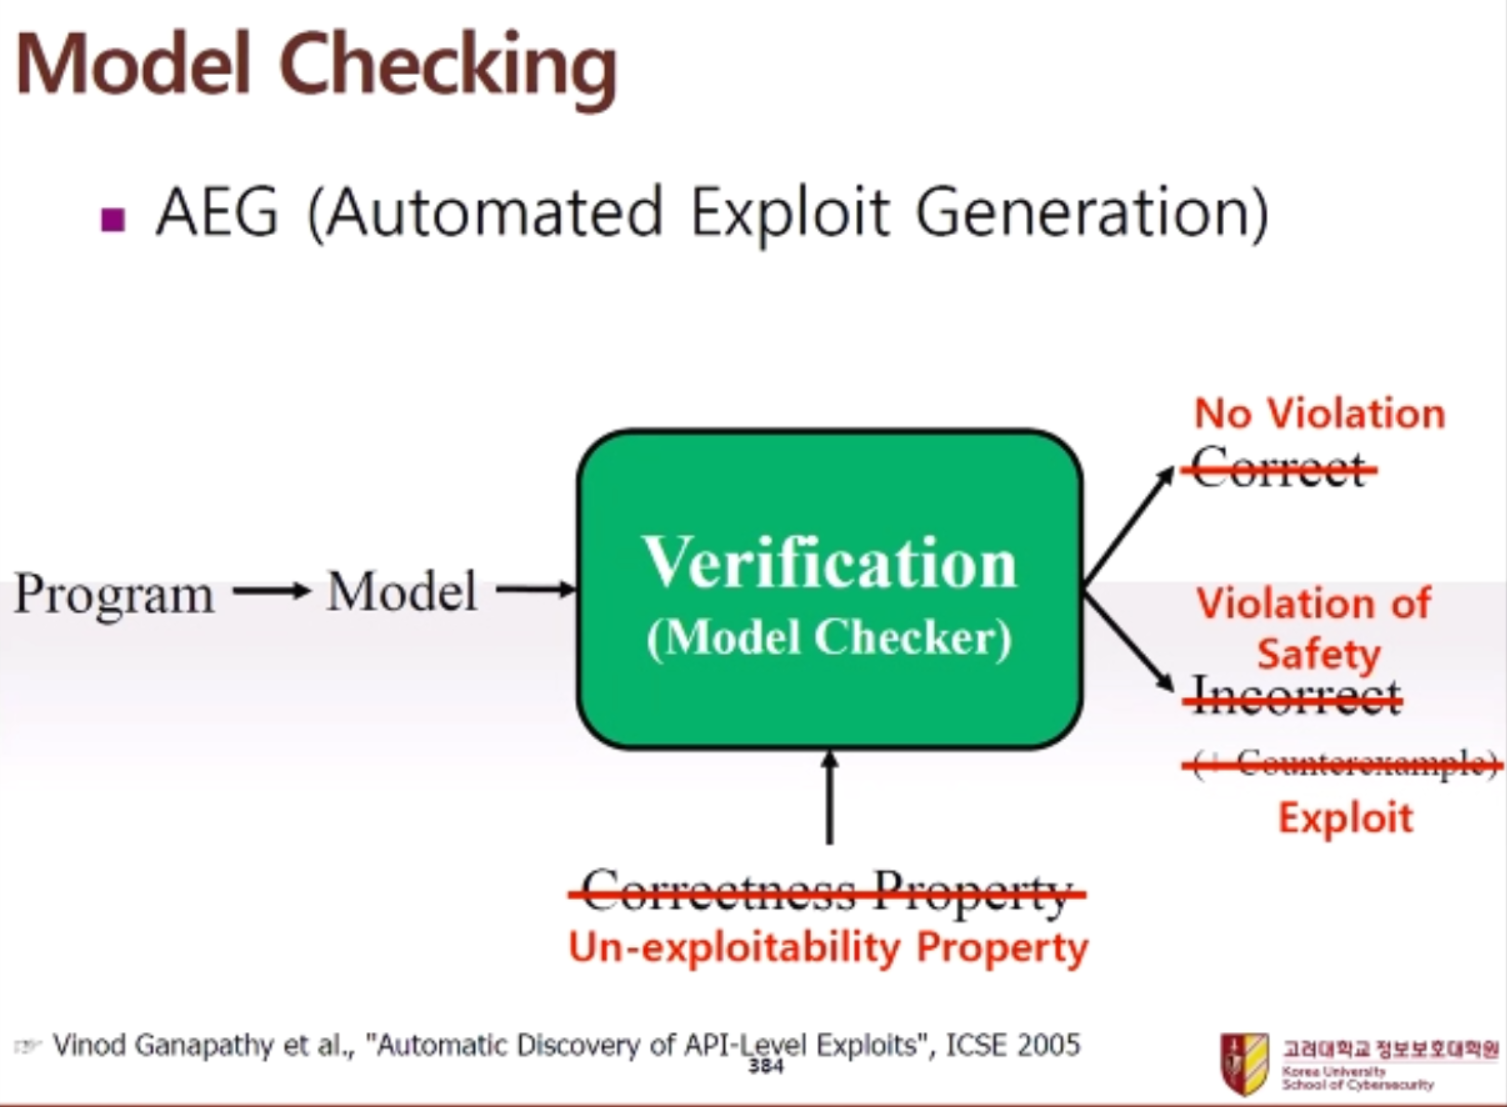 Model Checking
AEG (Automated Exploit Generation)
No Violation
Correct
Program
Model
Verification
(Model Checker)
Violation of
Safety
Incorrect
(+ Counterexample)
Exploit
Correctness Property
Un-exploitability Property
☞ Vinod Ganapathy et al., "Automatic Discovery of API-Level Exploits", ICSE 2005
384
고려대학교 정보보호대학원
Korea University
School of Cybersecurity